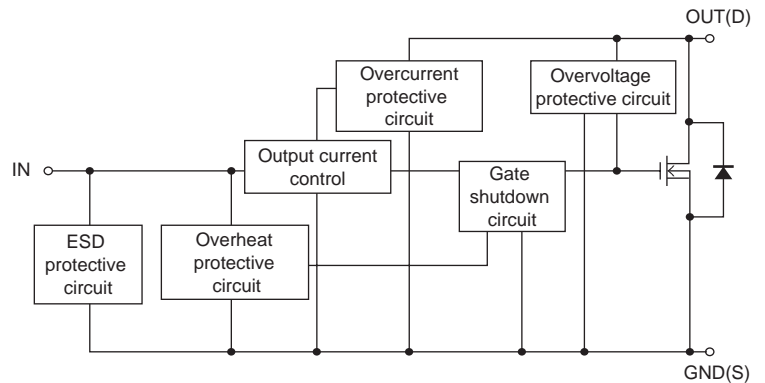 OUT(D)
Overcurrent
protective
circuit
Overvoltage
protective circuit
IN
Output current
control
Gate
shutdown
circuit
ESD
protective
circuit
Overheat
protective
circuit
GND(S)